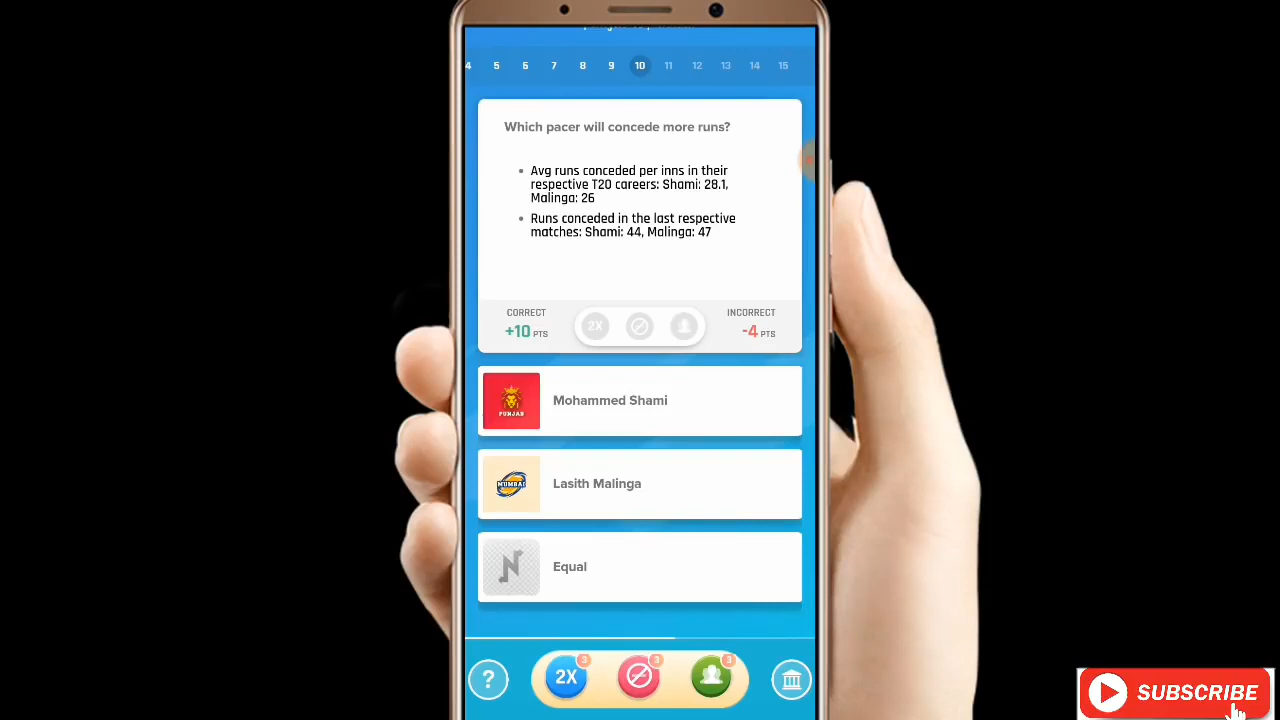 4 5 6 7 8 9 10 11 12 13 14 15
Which pacer will concede more runs?
• Avg runs conceded per inns in their
respective T20 careers: Shami: 28.1,
Malinga: 26
• Runs conceded in the last respective
matches: Shami: 44, Malinga: 47
CORRECT
+10 PTS
2X
INCORRECT
-4 PTS
PUNJAB
Mohammed Shami
MUMBAI
Lasith Malinga
N
Equal
?
2X
3
3
3
SUBSCRIBE